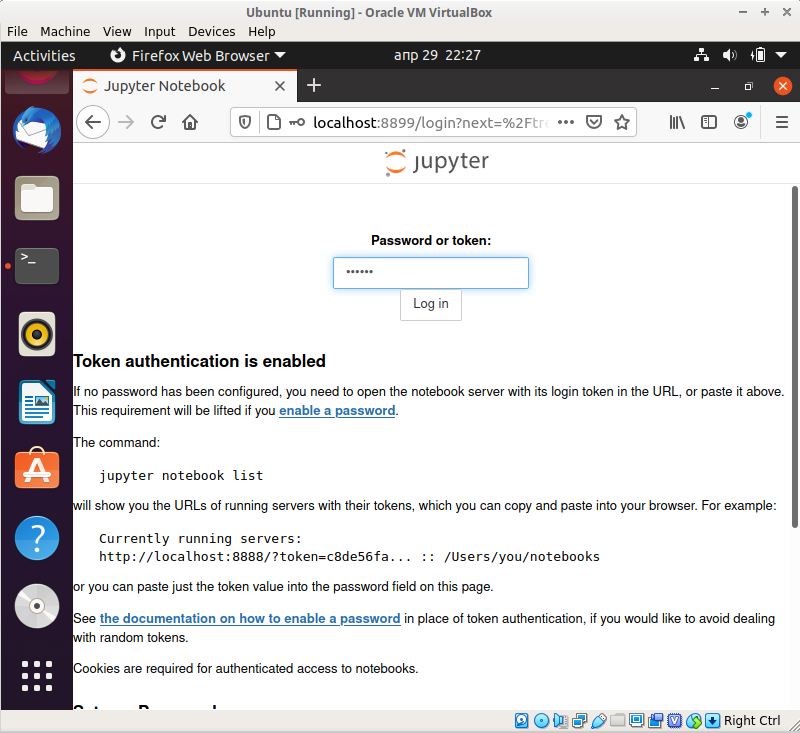 Ubuntu [Running] - Oracle VM VirtualBox
File Machine View Input Devices Help
Activities Firefox Web Browser апр 29 22:27
Jupyter Notebook
localhost:8899/login?next=%2Ftr
jupyter
Password or token:
••••••
Log in
Token authentication is enabled
If no password has been configured, you need to open the notebook server with its login token in the URL, or paste it above.
This requirement will be lifted if you enable a password.
The command:
jupyter notebook list
will show you the URLs of running servers with their tokens, which you can copy and paste into your browser. For example:
Currently running servers:
http://localhost:8888/?token=c8de56fa... :: /Users/you/notebooks
or you can paste just the token value into the password field on this page.
See the documentation on how to enable a password in place of token authentication, if you would like to avoid dealing
with random tokens.
Cookies are required for authenticated access to notebooks.
Right Ctrl